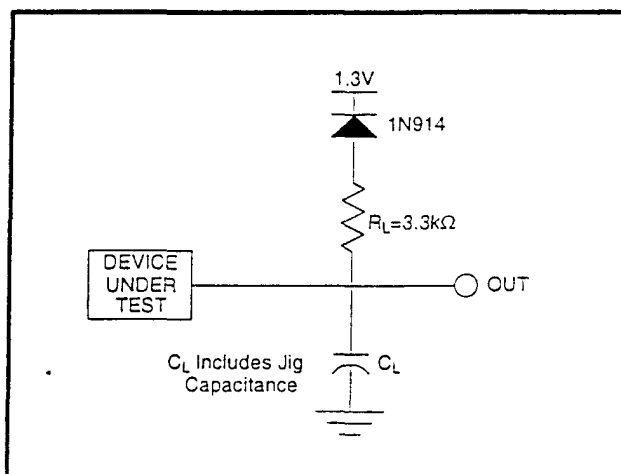 1.3V
1N914
R_L=3.3kΩ
DEVICE
UNDER
TEST
OUT
C_L Includes Jig
Capacitance
C_L